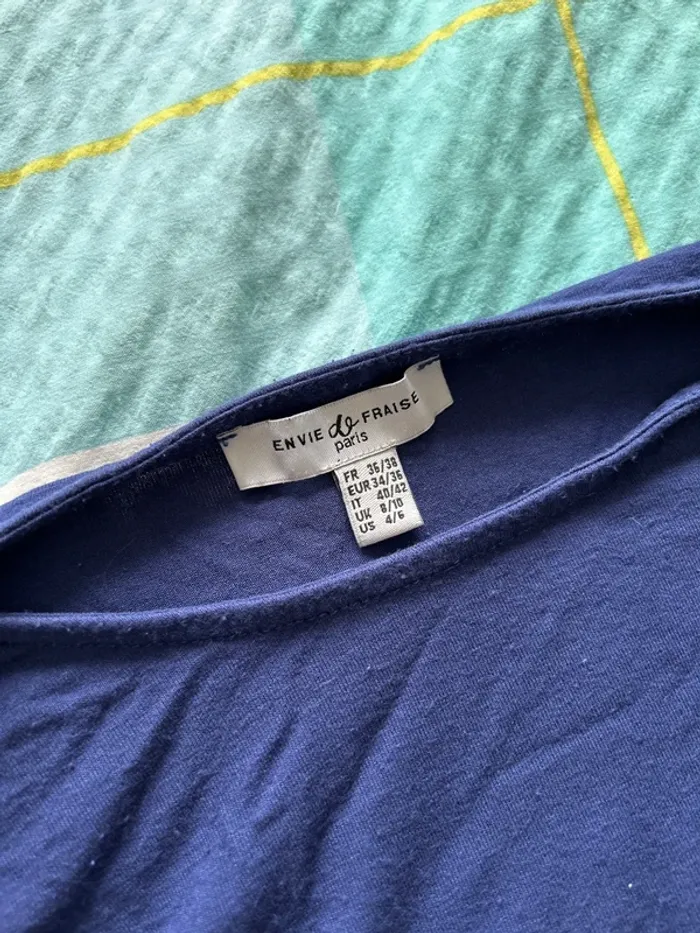 ENVIE de FRAISE
paris
FR 36/38
EUR 34/36
IT 40/42
UK 8/10
US 4/6